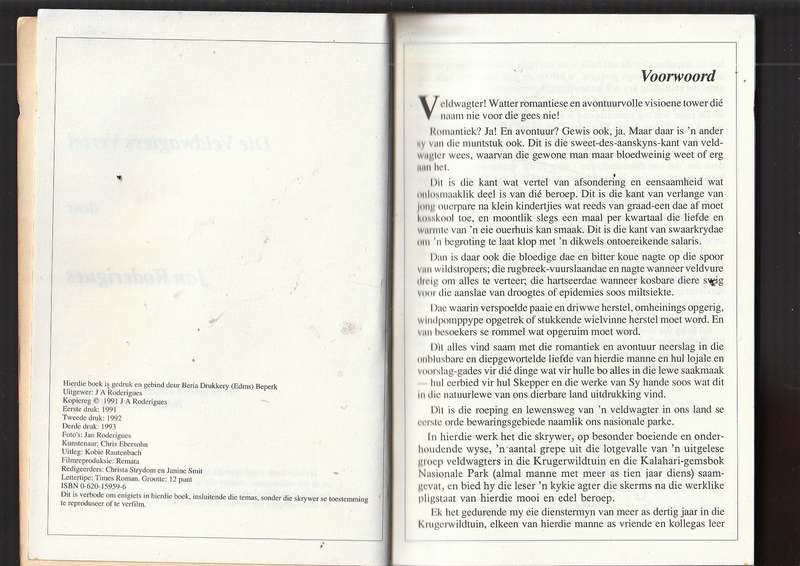 Hierdie boek is gedruk en gebind deur Beria Drukkery (Edms) Beperk
Uitgewer: J A Roderigues
Kopiereg © 1991 J A Roderigues
Eerste druk: 1991
Tweede druk: 1992
Derde druk: 1993
Foto's: Jan Roderigues
Kunstenaar: Chris Ebersohn
Uitleg: Kobie Rautenbach
Filmreproduksie: Remata
Redigeerders: Christa Strydom en Janine Smit
Lettertipe: Times Roman. Grootte: 12 punt
ISBN 0-620-15959-6
Dit is verbode om enigiets in hierdie boek, insluitende die temas, sonder die skrywer se toestemming
te reproduseer of te verfilm.
Voorwoord
Veldwagter! Watter romantiese en avontuurvolle visioene tower dié
naam nie voor die gees nie!
Romantiek? Ja! En avontuur? Gewis ook, ja. Maar daar is 'n ander
sy van die muntstuk ook. Dit is die sweet-des-aanskyns-kant van veld-
wagter wees, waarvan die gewone man maar bloedweinig weet of erg
aan het.
Dit is die kant wat vertel van afsondering en eensaamheid wat
onlosmaaklik deel is van dié beroep. Dit is die kant van verlange van
jong ouerpare na klein kindertjies wat reeds van graad-een dae af moet
kosskool toe, en moontlik slegs een maal per kwartaal die liefde en
warmte van 'n eie ouerhuis kan smaak. Dit is die kant van swaarkrydae
om 'n begroting te laat klop met 'n dikwels ontoereikende salaris.
Dan is daar ook die bloedige dae en bitter koue nagte op die spoor
van wildstropers; die rugbreek-vuurslaandae en nagte wanneer veldvure
dreig om alles te verteer; die hartseerdae wanneer kosbare diere swig
voor die aanslae van droogtes of epidemies soos miltsiekte.
Dae waarin verspoelde paaie en driwwe herstel, omheinings opgerig,
windpomppype opgetrek of stukkende wielvinne herstel moet word. En
van besoekers se rommel wat opgeruim moet word.
Dit alles vind saam met die romantiek en avontuur neerslag in die
onblusbare en diepgewortelde liefde van hierdie manne en hul lojale en
voorslag-gades vir dié dinge wat vir hulle bo alles in die lewe saakmaak
— hul eerbied vir hul Skepper en die werke van Sy hande soos wat dit
in die natuurlewe van ons dierbare land uitdrukking vind.
Dit is die roeping en lewensweg van 'n veldwagter in ons land se
eerste orde bewaringsgebiede naamlik ons nasionale parke.
In hierdie werk het die skrywer, op besonder boeiende en onder-
houdende wyse, 'n aantal grepe uit die lotgevalle van 'n uitgelese
groep veldwagters in die Krugerwildtuin en die Kalahari-gemsbok
Nasionale Park (almal manne met meer as tien jaar diens) saam-
gevat, en bied hy die leser 'n kykie agter die skerms na die werklike
pligstaat van hierdie mooi en edel beroep.
Ek het gedurende my eie dienstermyn van meer as dertig jaar in die
Krugerwildtuin, elkeen van hierdie manne as vriende en kollegas leer